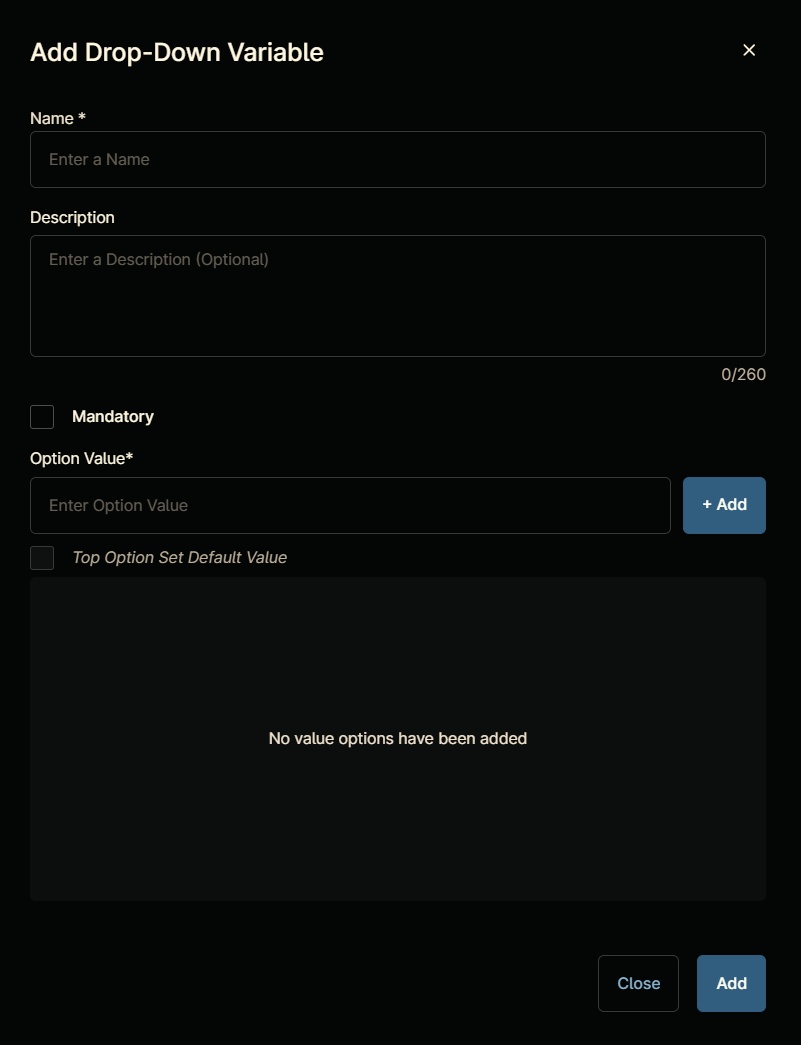 Add Drop-Down Variable
Name *
Enter a Name
Description
Enter a Description (Optional)
0/260
Mandatory
Option Value*
Enter Option Value
+ Add
Top Option Set Default Value
No value options have been added
Close
Add